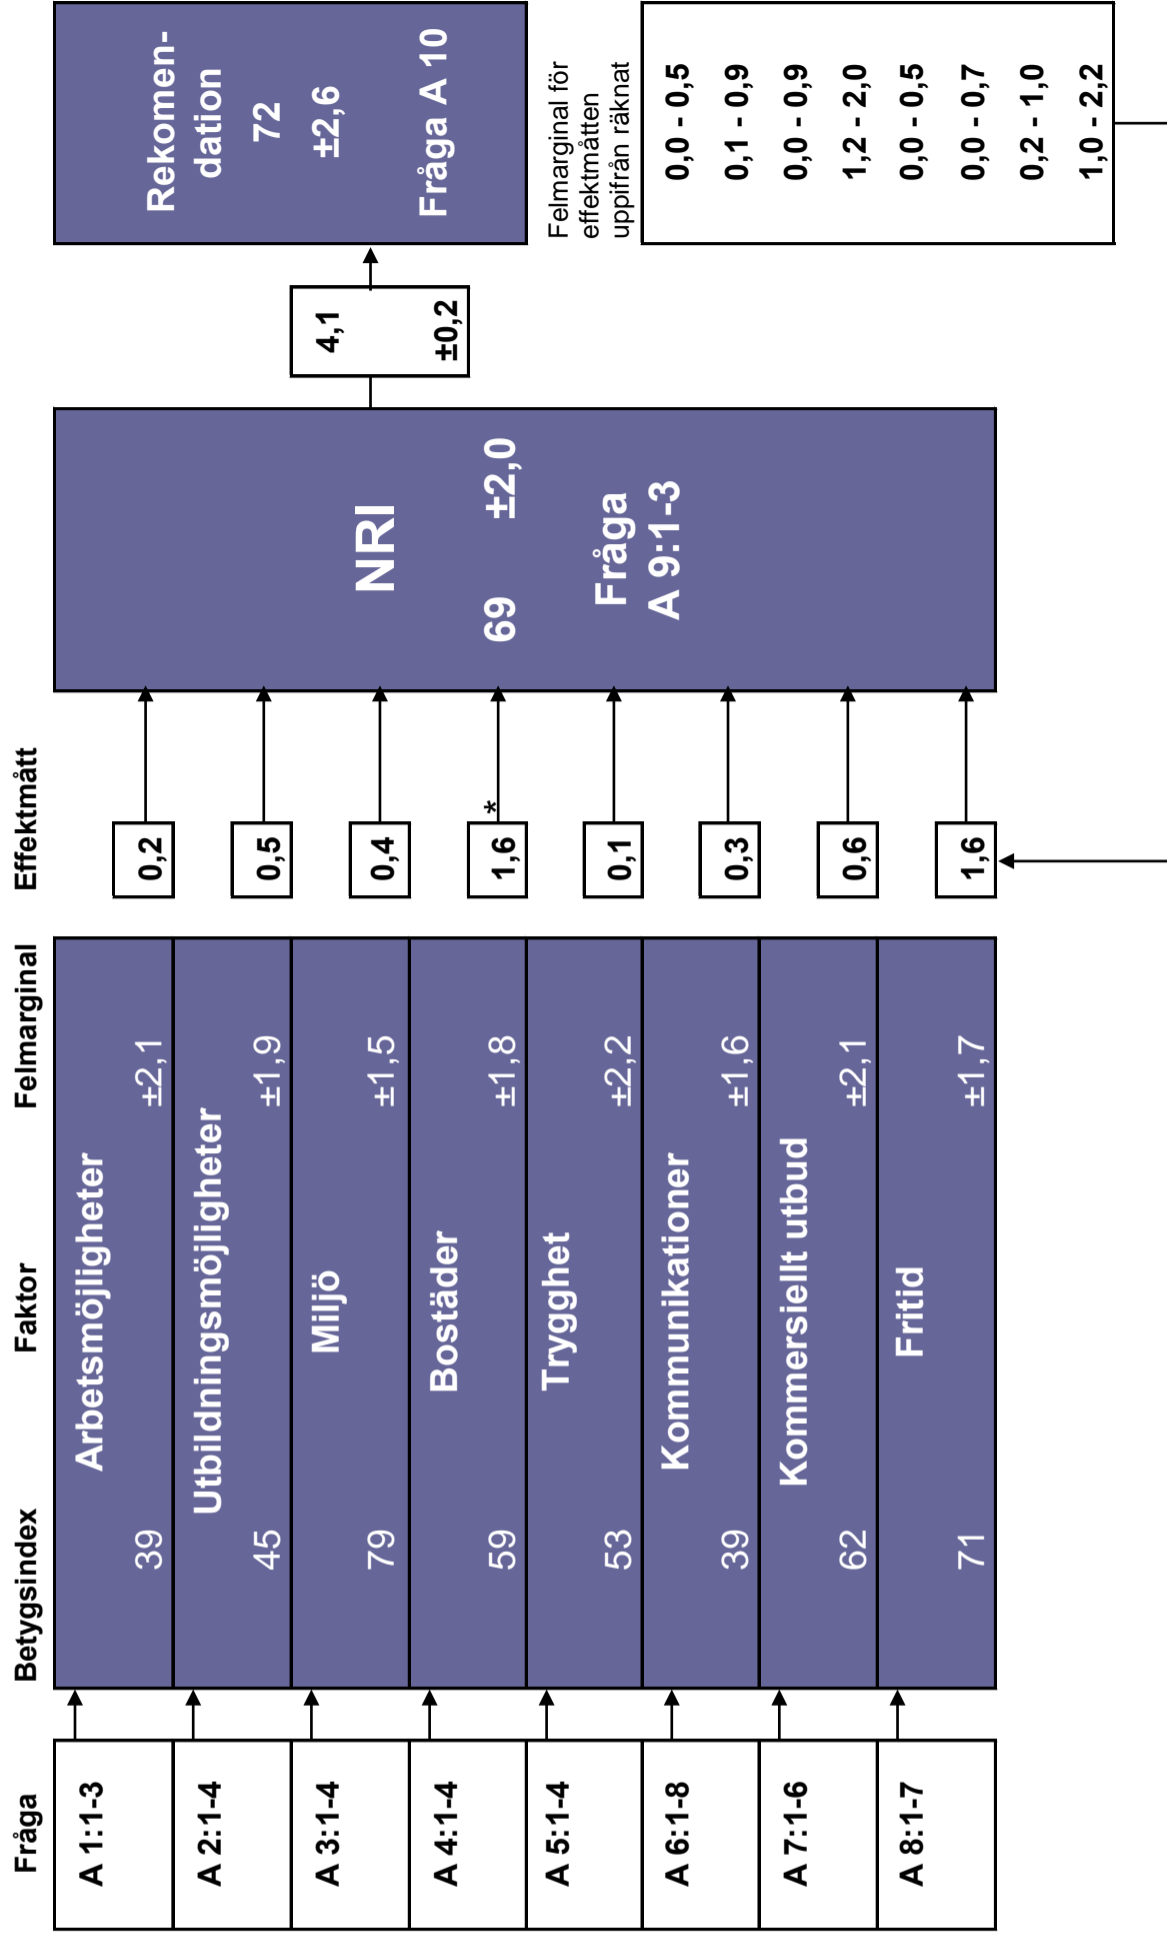 Fråga
Betygsindex
Faktor
Felmarginal
Effektmått
A 1:1-3
Arbetsmöjligheter
39
±2,1
0,2
A 2:1-4
Utbildningsmöjligheter
45
±1,9
0,5
A 3:1-4
Miljö
79
±1,5
0,4
A 4:1-4
Bostäder
59
±1,8
1,6
*
A 5:1-4
Trygghet
53
±2,2
0,1
A 6:1-8
Kommunikationer
39
±1,6
0,3
A 7:1-6
Kommersiellt utbud
62
±2,1
0,6
A 8:1-7
Fritid
71
±1,7
1,6
NRI
69 ±2,0
Fråga
A 9:1-3
4,1
±0,2
Rekomen-
dation
72
±2,6
Fråga A 10
Felmarginal för
effektmåtten
uppifrån räknat
0,0 - 0,5
0,1 - 0,9
0,0 - 0,9
1,2 - 2,0
0,0 - 0,5
0,0 - 0,7
0,2 - 1,0
1,0 - 2,2